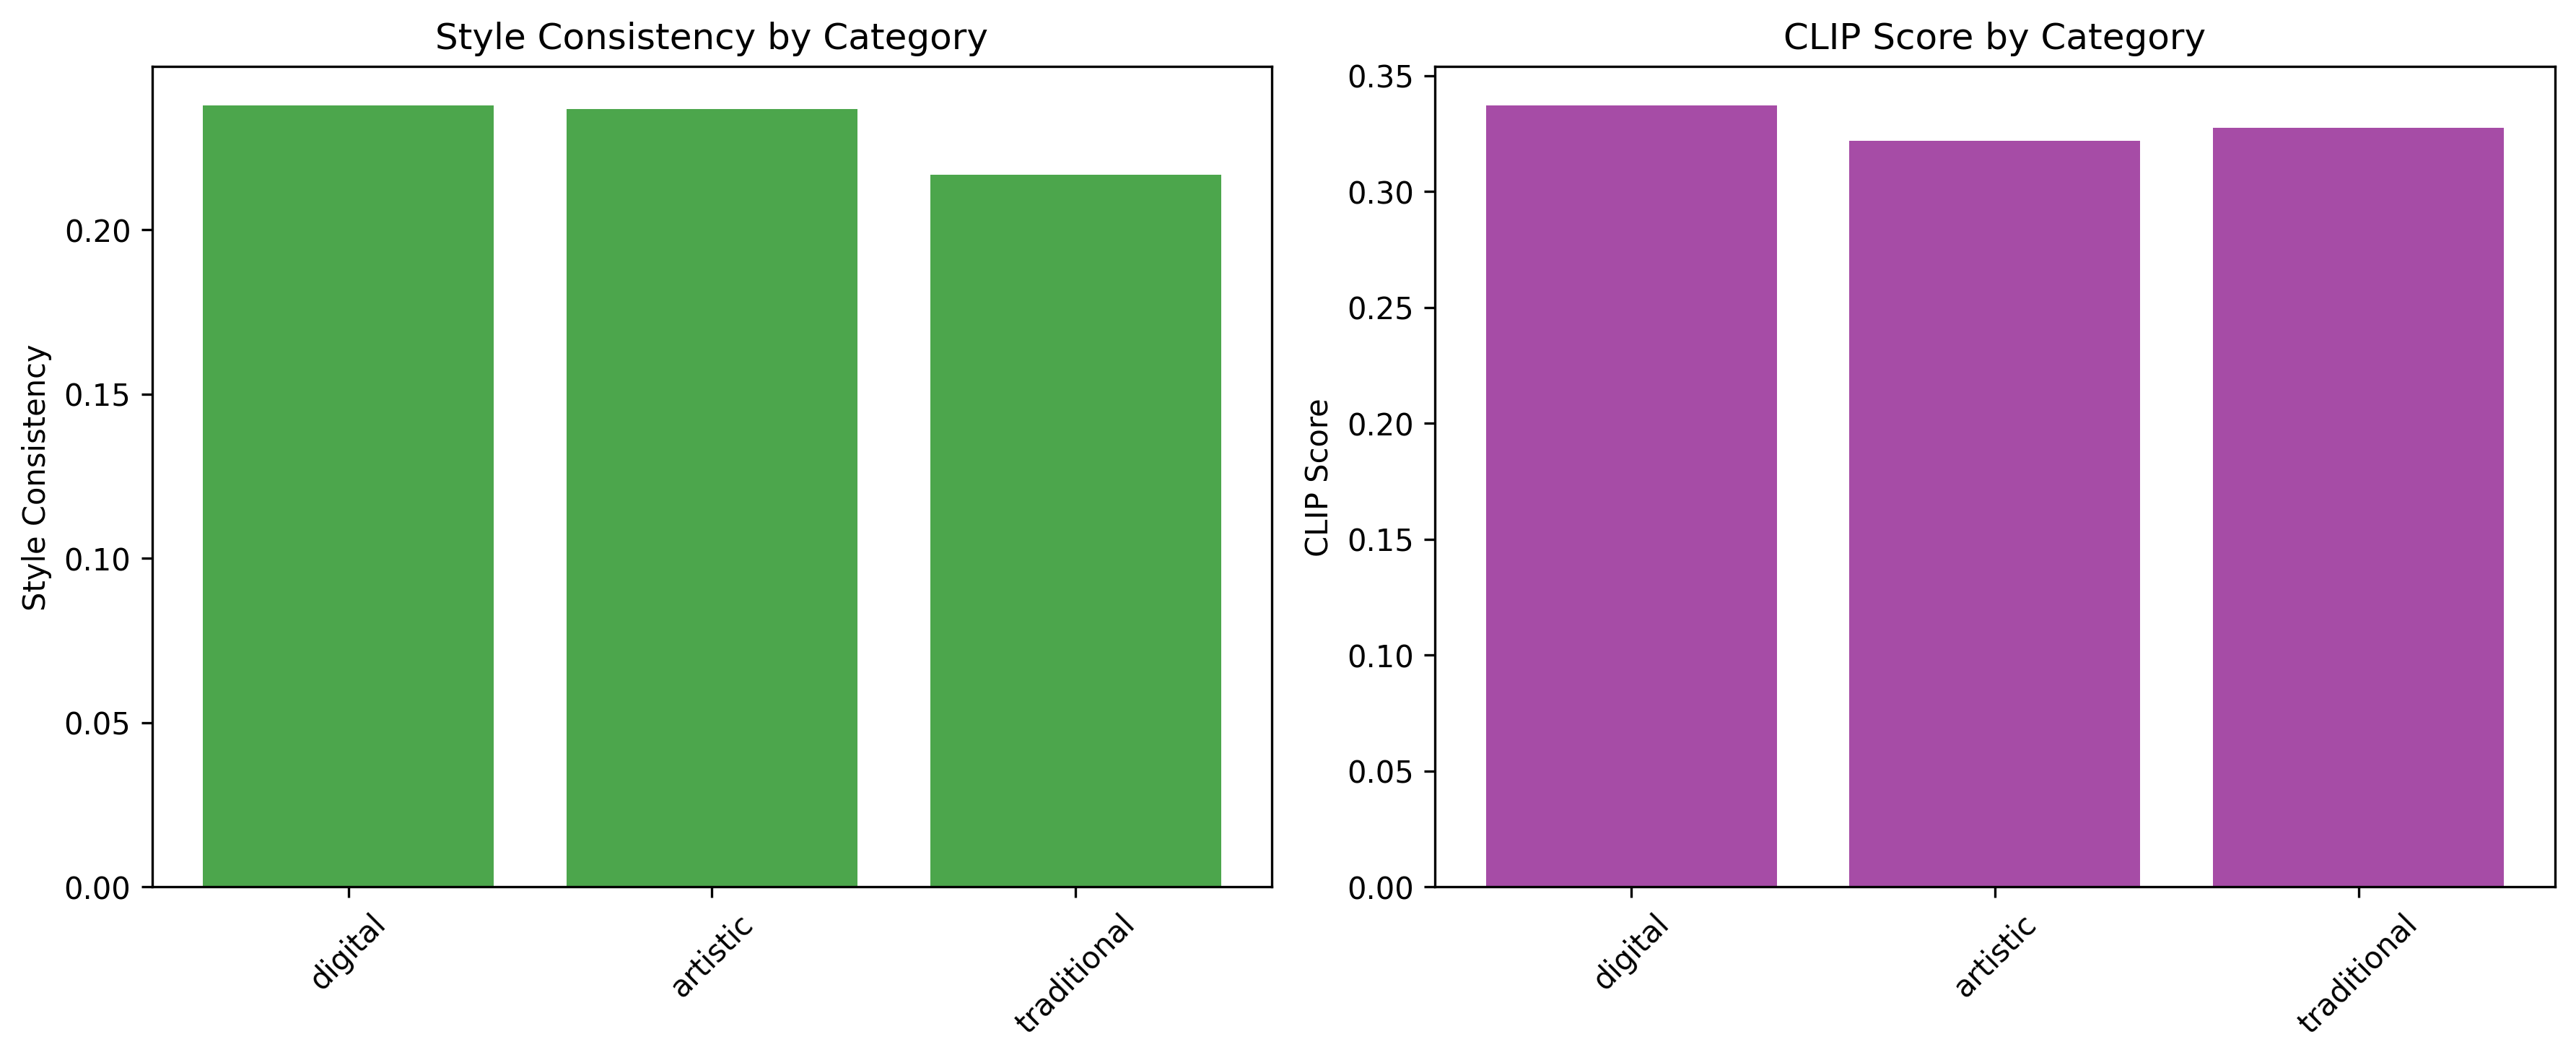 Style Consistency by Category
Style Consistency
0.20
0.15
0.10
0.05
0.00
digital
artistic
traditional
CLIP Score by Category
CLIP Score
0.35
0.30
0.25
0.20
0.15
0.10
0.05
0.00
digital
artistic
traditional